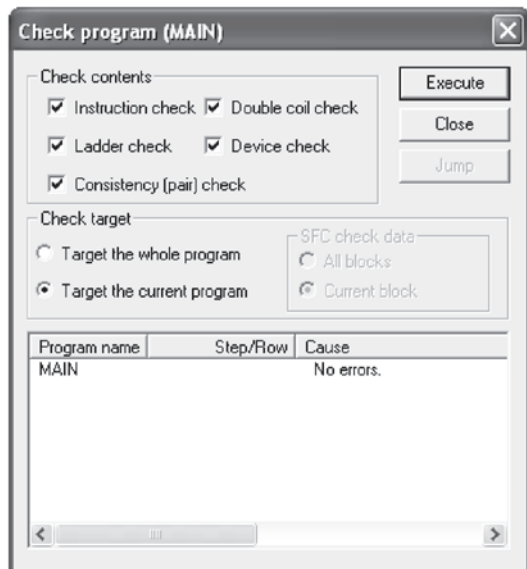 Check program (MAIN)
Check contents
Execute
Instruction check Double coil check
Close
Ladder check Device check
Jump
Consistency (pair) check
Check target
SFC check data
Target the whole program
All blocks
Target the current program
Current block
Program name Step/Row Cause
MAIN No errors.